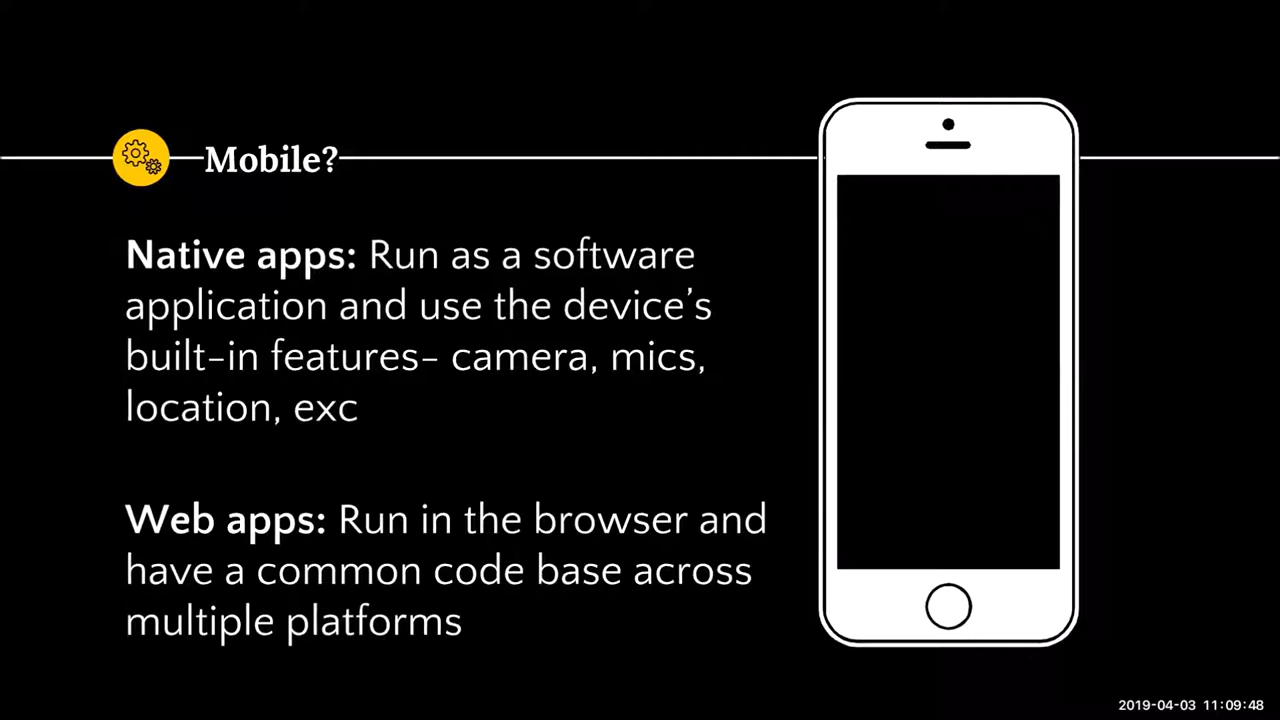 Mobile?
Native apps: Run as a software
application and use the device’s
built-in features- camera, mics,
location, exc
Web apps: Run in the browser and
have a common code base across
multiple platforms
2019-04-03 11:09:48